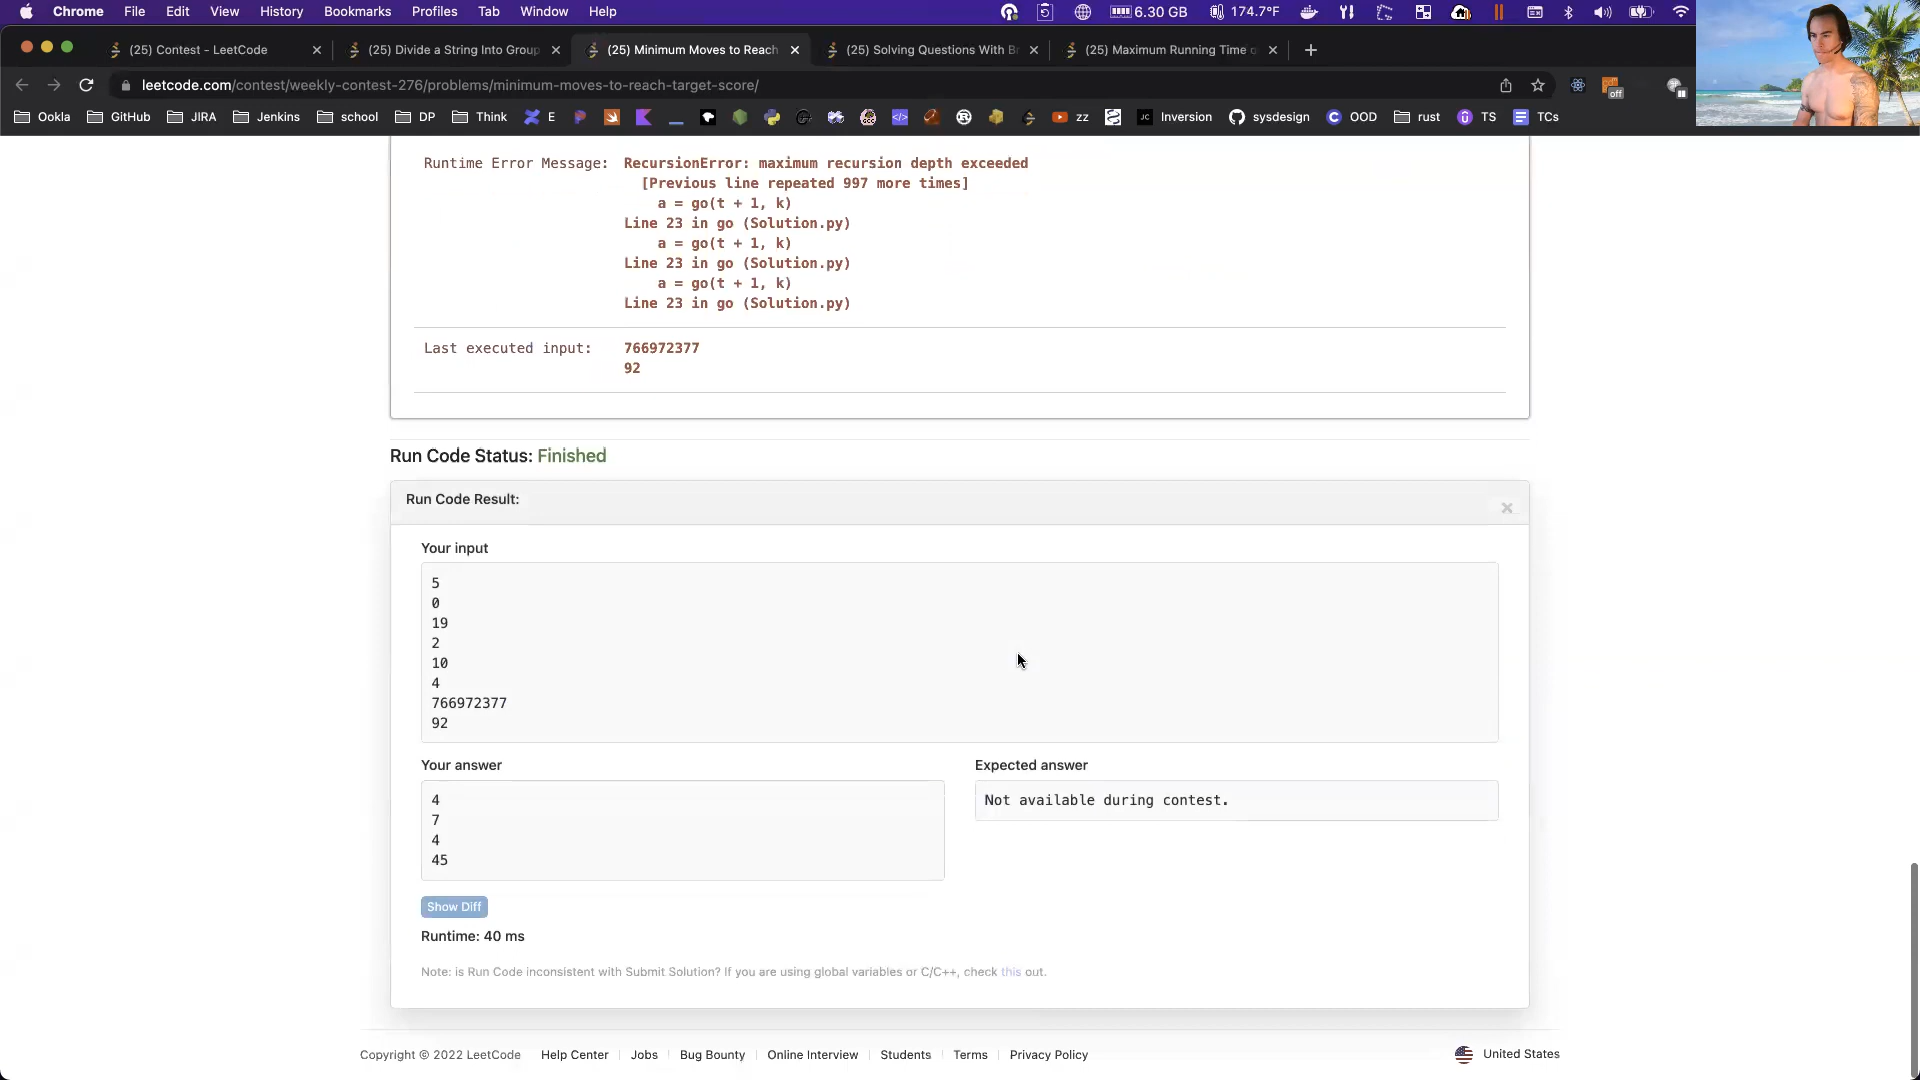 Chrome File Edit View History Bookmarks Profiles Tab Window Help 6.30 GB 174.7°F
(25) Contest - LeetCode
(25) Divide a String Into Group
(25) Minimum Moves to Reach
(25) Solving Questions With Br
(25) Maximum Running Time o
leetcode.com/contest/weekly-contest-276/problems/minimum-moves-to-reach-target-score/
off
Ookla GitHub JIRA Jenkins school DP Think E zz JC Inversion sysdesign OOD rust TS TCs
Runtime Error Message: RecursionError: maximum recursion depth exceeded
[Previous line repeated 997 more times]
a = go(t + 1, k)
Line 23 in go (Solution.py)
a = go(t + 1, k)
Line 23 in go (Solution.py)
a = go(t + 1, k)
Line 23 in go (Solution.py)
Last executed input: 766972377
92
Run Code Status: Finished
Run Code Result:
Your input
5
0
19
2
10
4
766972377
92
Your answer
4
7
4
45
Expected answer
Not available during contest.
Show Diff
Runtime: 40 ms
Note: is Run Code inconsistent with Submit Solution? If you are using global variables or C/C++, check this out.
Copyright © 2022 LeetCode Help Center Jobs Bug Bounty Online Interview Students Terms Privacy Policy United States